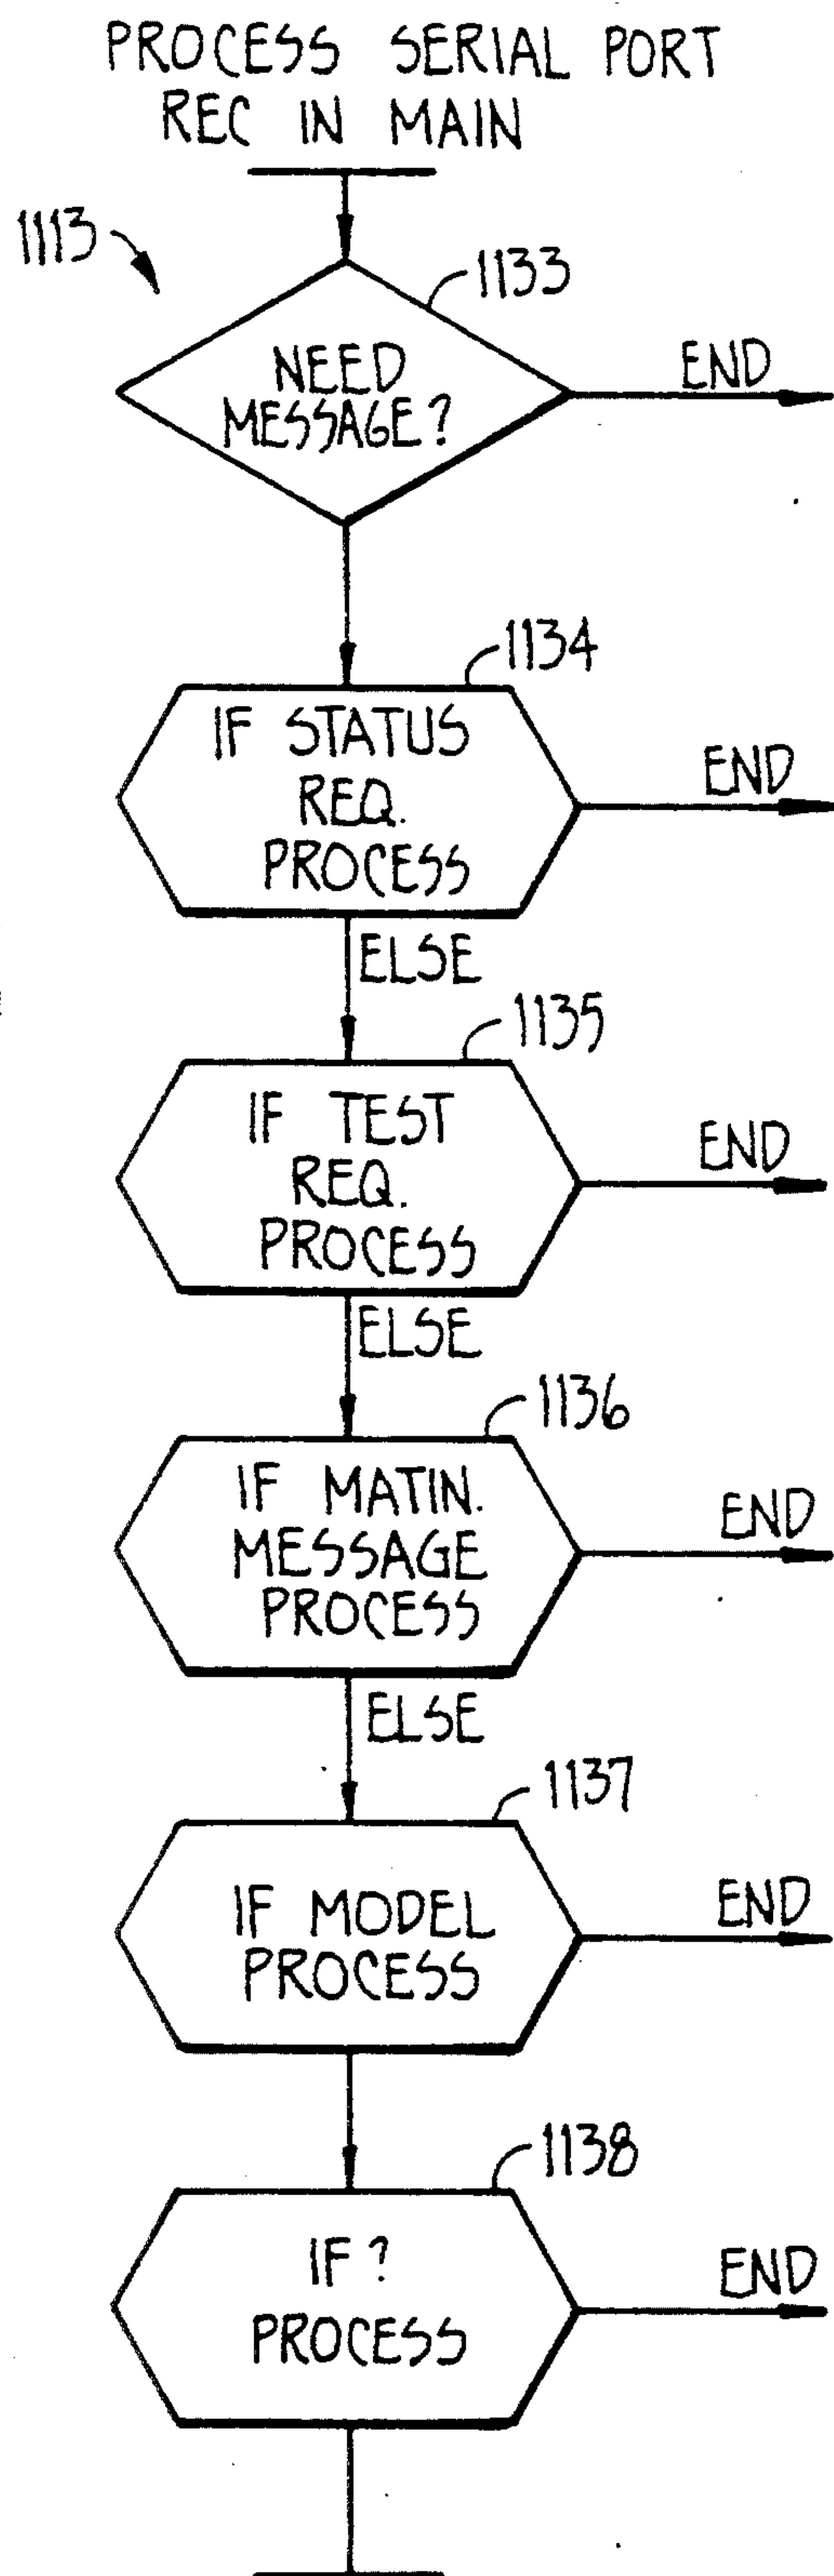 PROCESS SERIAL PORT
REC IN MAIN
1113
1133
NEED
MESSAGE?
END
1134
IF STATUS
REQ.
PROCESS
END
ELSE
1135
IF TEST
REQ.
PROCESS
END
ELSE
1136
IF MATIN.
MESSAGE
PROCESS
END
ELSE
1137
IF MODEL
PROCESS
END
1138
IF ?
PROCESS
END